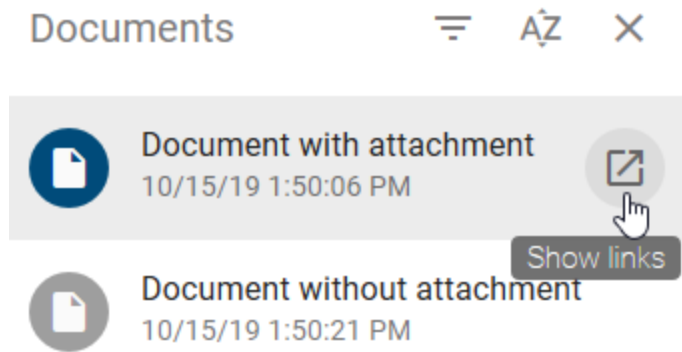 Documents AZ
Document with attachment
10/15/19 1:50:06 PM
Show links
Document without attachment
10/15/19 1:50:21 PM